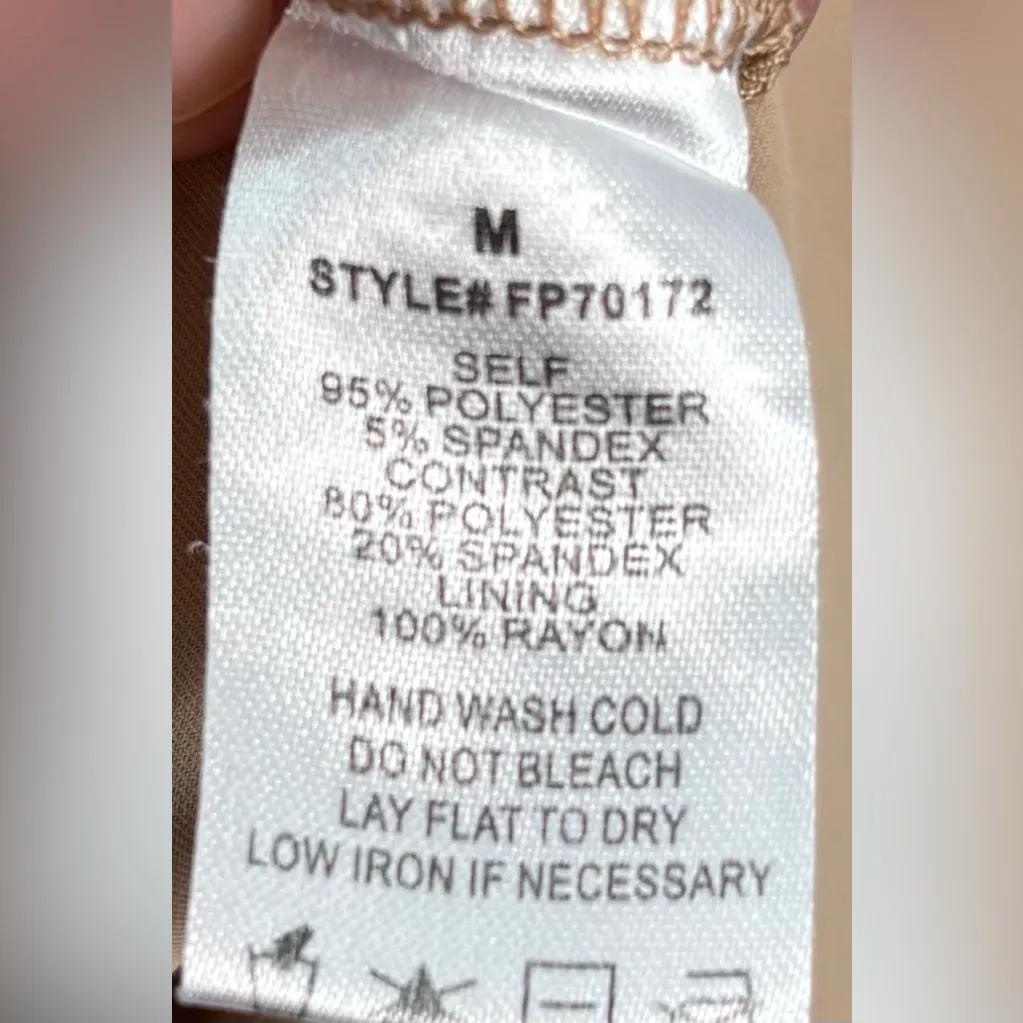 M
STYLE# FP70172
SELF
95% POLYESTER
5% SPANDEX
CONTRAST
80% POLYESTER
20% SPANDEX
LINING
100% RAYON
HAND WASH COLD
DO NOT BLEACH
LAY FLAT TO DRY
LOW IRON IF NECESSARY